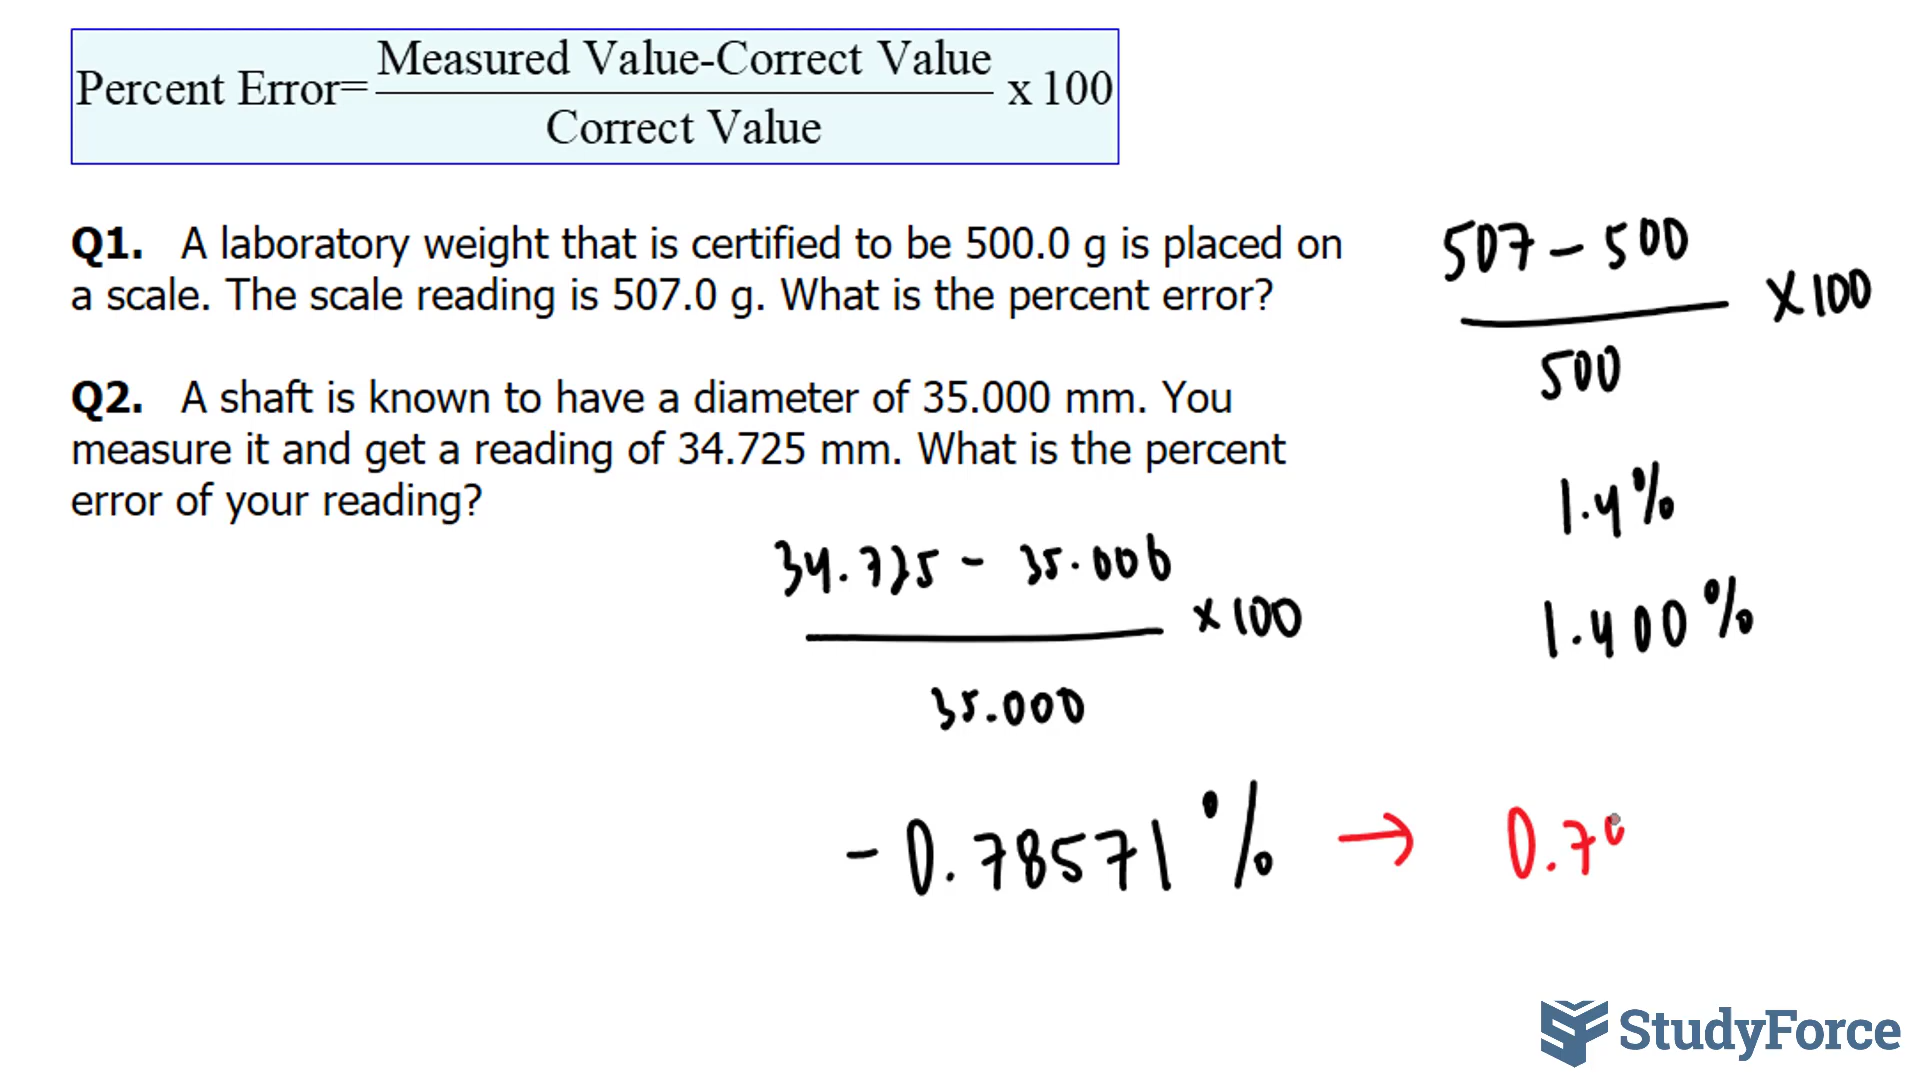 Percent Error= Measured Value-Correct Value x 100
Correct Value
Q1. A laboratory weight that is certified to be 500.0 g is placed on
a scale. The scale reading is 507.0 g. What is the percent error?
507 - 500
x100
500
Q2. A shaft is known to have a diameter of 35.000 mm. You
measure it and get a reading of 34.725 mm. What is the percent
error of your reading?
1.4%
1.400%
34.725 - 35.000
x100
35.000
-0.78571% → 0.7
StudyForce